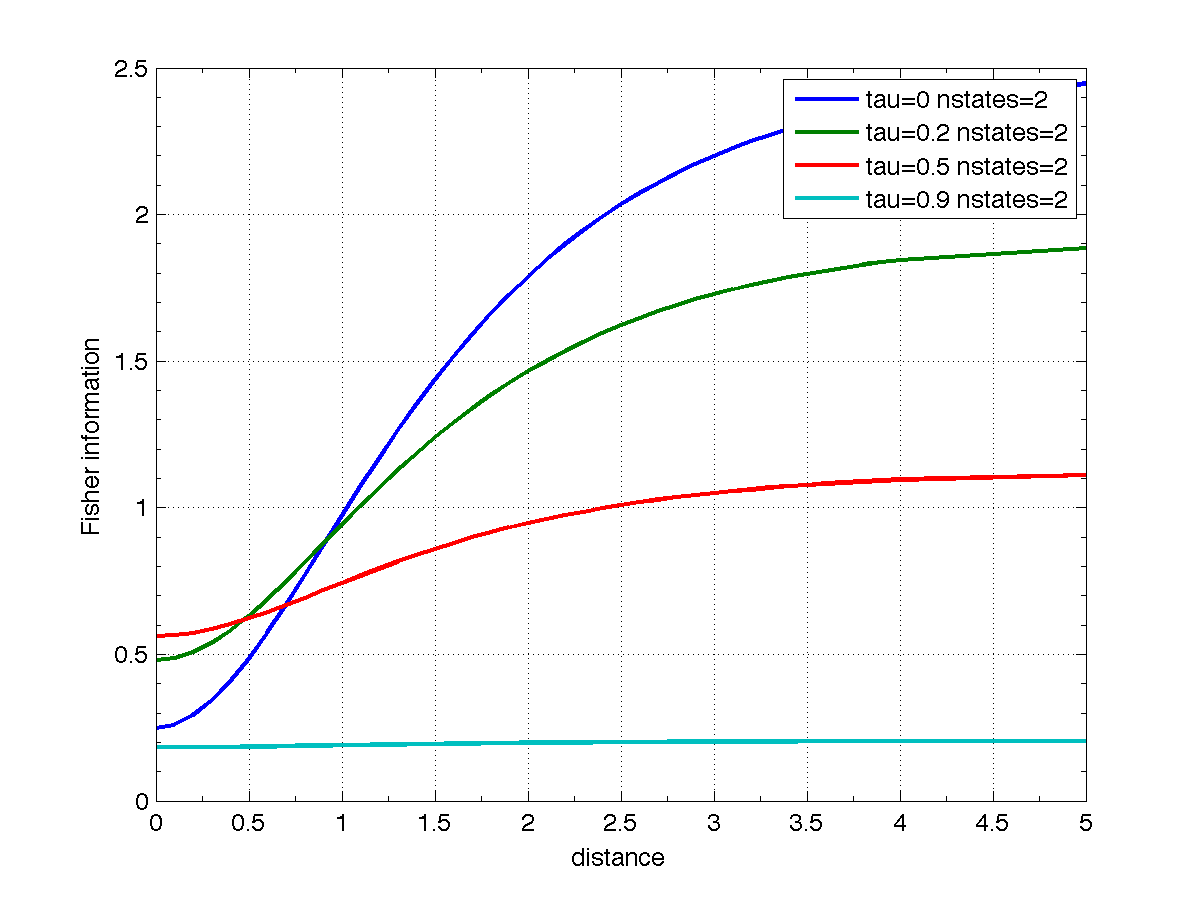 2.5
2
1.5
1
0.5
0
Fisher information
tau=0 nstates=2
tau=0.2 nstates=2
tau=0.5 nstates=2
tau=0.9 nstates=2
0 0.5 1 1.5 2 2.5 3 3.5 4 4.5 5
distance